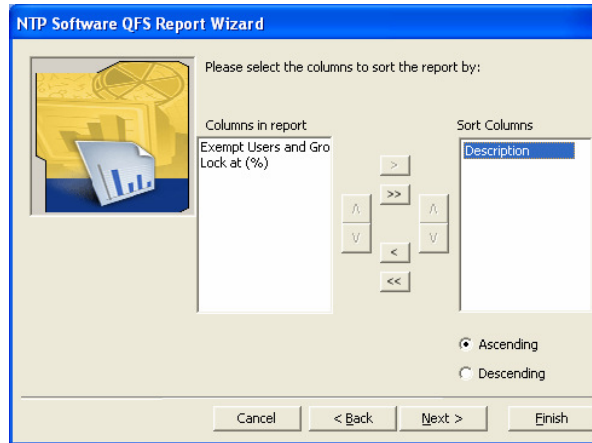 NTP Software QFS Report Wizard
Please select the columns to sort the report by:
Columns in report
Exempt Users and Gro
Lock at (%)
>
>>
<
<<
Sort Columns
Description
Ascending
Descending
Cancel
< Back
Next >
Finish